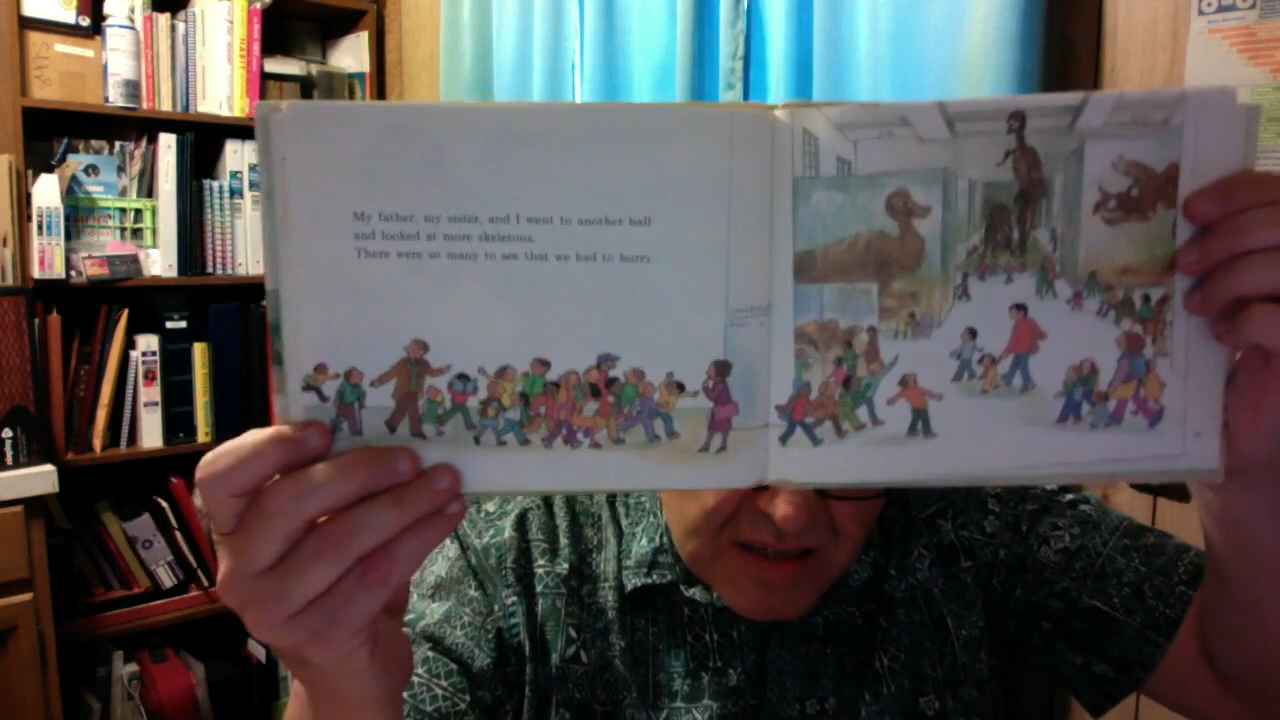 My father, my sister, and I went to another hall
and looked at more skeletons.
There were so many to see that we had to hurry.